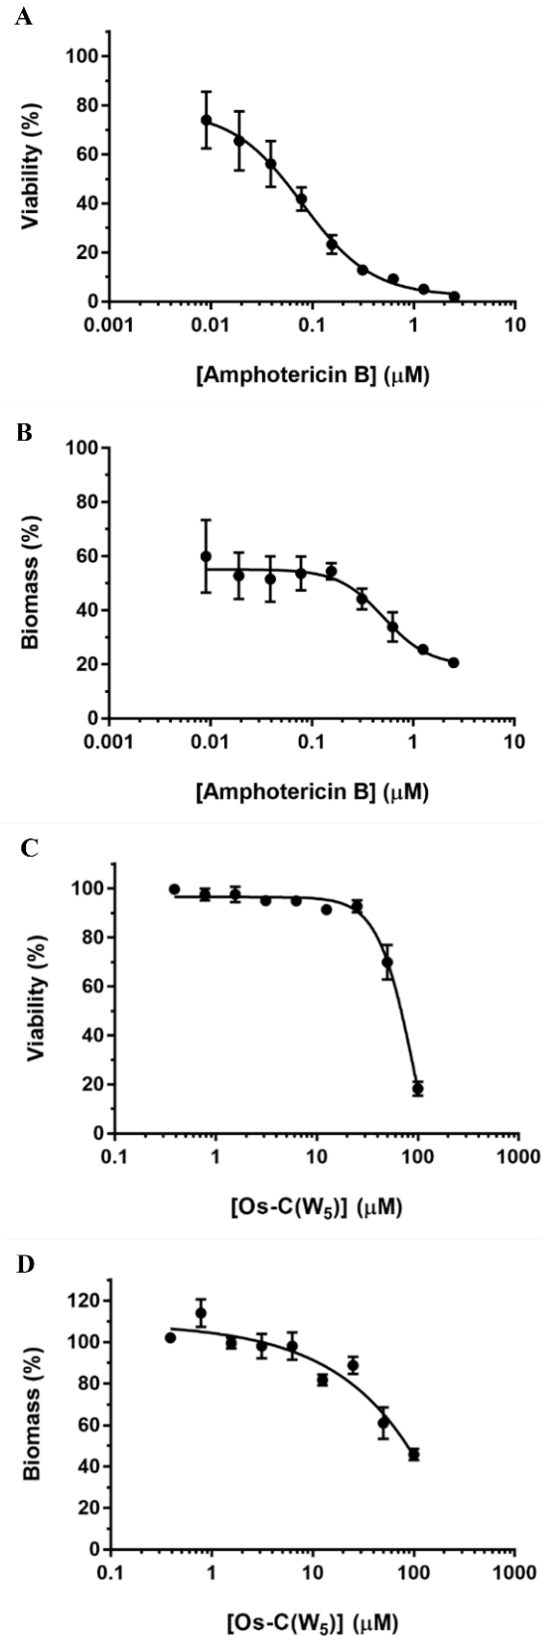 A
Viability (%)
100
80
60
40
20
0
0.001 0.01 0.1 1 10
[Amphotericin B] (μM)
B
Biomass (%)
100
80
60
40
20
0
0.001 0.01 0.1 1 10
[Amphotericin B] (μM)
C
Viability (%)
100
80
60
40
20
0
0.1 1 10 100 1000
[Os-C(W₅)] (μM)
D
Biomass (%)
120
100
80
60
40
20
0
0.1 1 10 100 1000
[Os-C(W₅)] (μM)